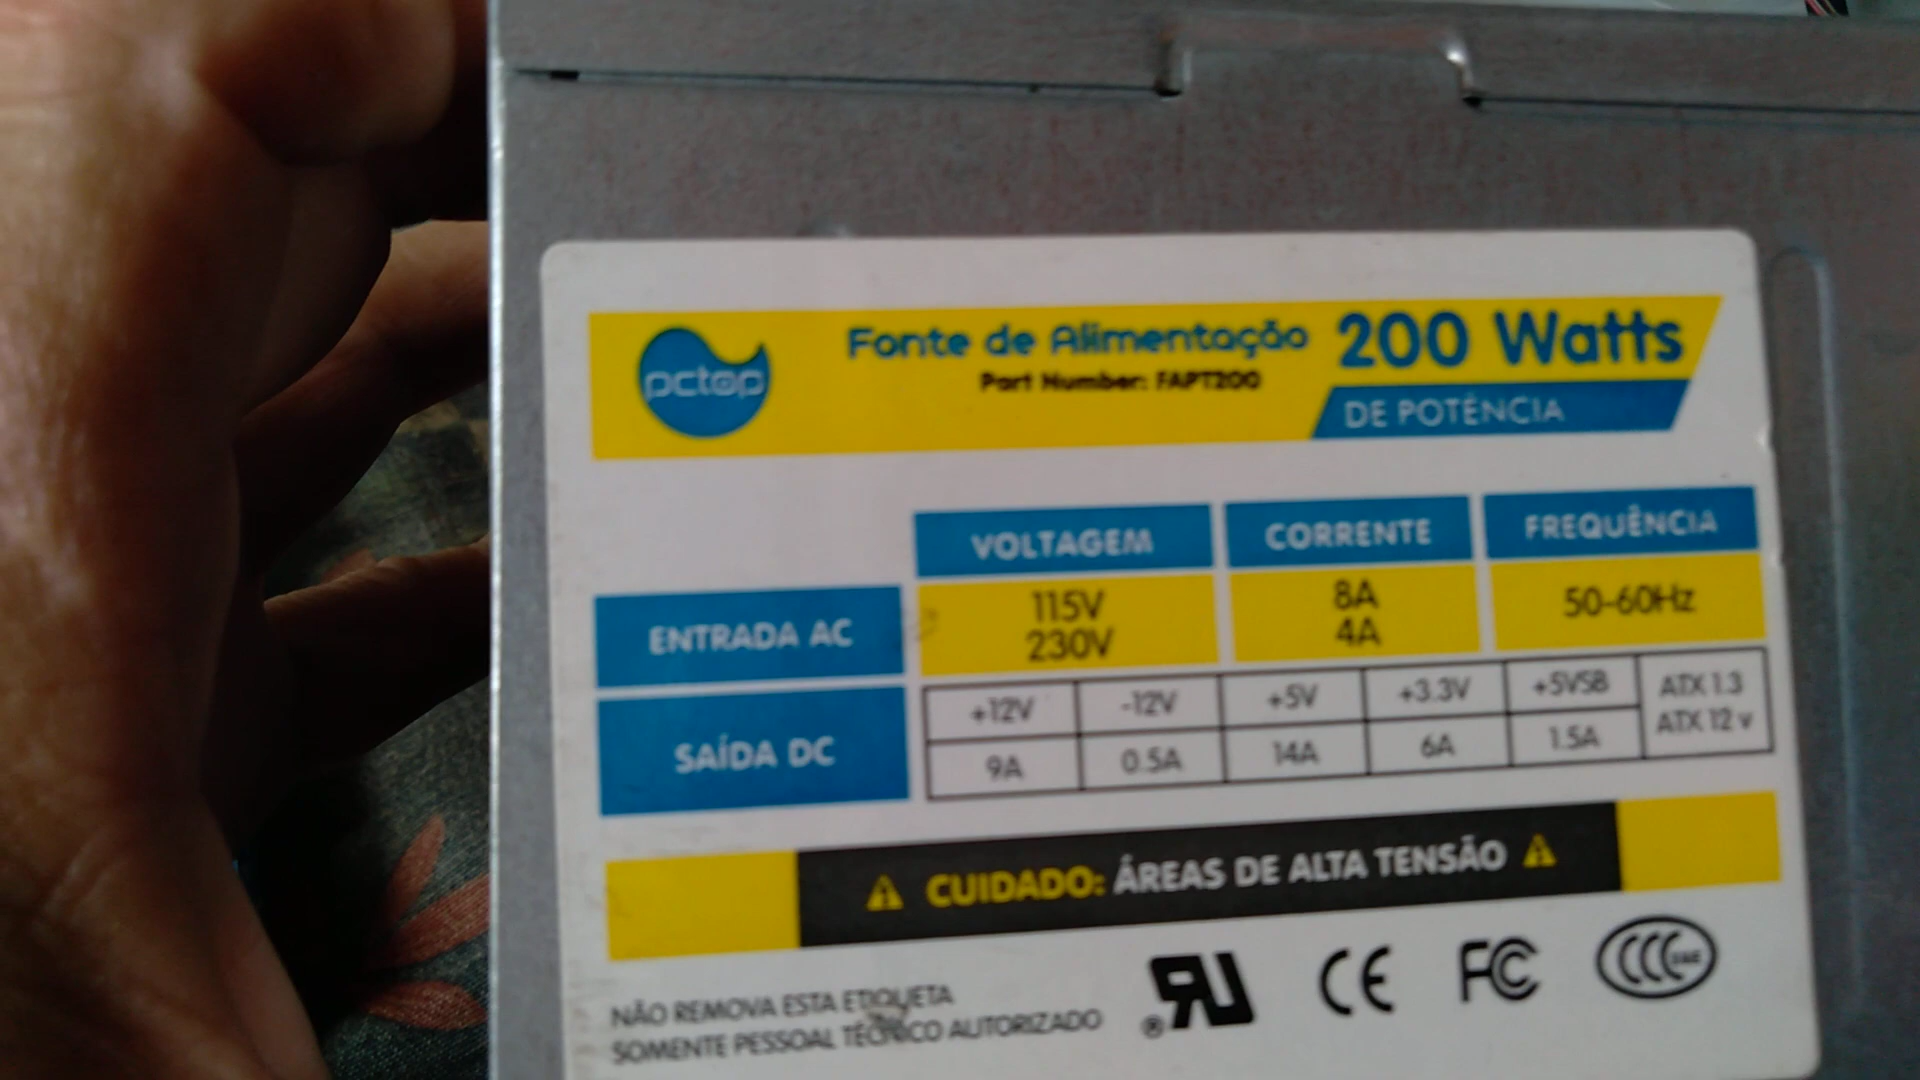 pctop
Fonte de Alimentação 200 Watts
Part Number: FAPT200
DE POTÊNCIA
VOLTAGEM CORRENTE FREQUÊNCIA
ENTRADA AC 115V 8A 50-60Hz
230V 4A
SAÍDA DC +12V -12V +5V +3.3V +5VSB ATX 1.3
9A 0.5A 14A 6A 1.5A ATX 12 v
CUIDADO: ÁREAS DE ALTA TENSÃO
NÃO REMOVA ESTA ETIQUETA
SOMENTE PESSOAL TÉCNICO AUTORIZADO
® RU CE FC CCC